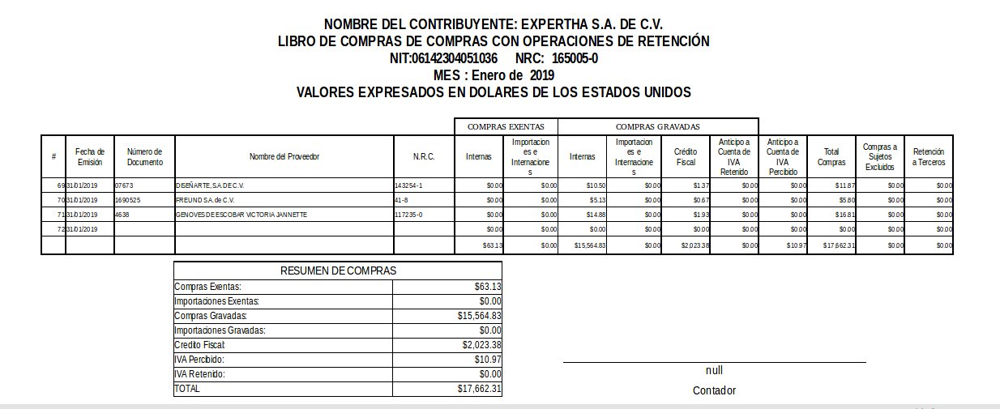 NOMBRE DEL CONTRIBUYENTE: EXPERTHA S.A. DE C.V.
LIBRO DE COMPRAS DE COMPRAS CON OPERACIONES DE RETENCIÓN
NIT:06142304051036 NRC: 165005-0
MES : Enero de 2019
VALORES EXPRESADOS EN DOLARES DE LOS ESTADOS UNIDOS
COMPRAS EXENTAS COMPRAS GRAVADAS
# Fecha de Emisión Número de Documento Nombre del Proveedor N.R.C. Internas Importaciones e Internaciones Internas Importaciones e Internaciones Crédito Fiscal Anticipo a Cuenta de IVA Retenido Anticipo a Cuenta de IVA Percibido Total Compras Compras a Sujetos Excluidos Retención a Terceros
69 31/01/2019 07673 DISEÑARTE, S.A. DE C.V. 143254-1 $0.00 $0.00 $10.50 $0.00 $1.37 $0.00 $0.00 $11.87 $0.00 $0.00
70 31/01/2019 1690525 FREUND S.A. de C.V. 41-8 $0.00 $0.00 $5.13 $0.00 $0.67 $0.00 $0.00 $5.80 $0.00 $0.00
71 31/01/2019 4638 GENOVES DE ESCOBAR VICTORIA JANNETTE 117235-0 $0.00 $0.00 $14.88 $0.00 $1.93 $0.00 $0.00 $16.81 $0.00 $0.00
72 31/01/2019 $0.00 $0.00 $0.00 $0.00 $0.00 $0.00 $0.00 $0.00 $0.00 $0.00
$63.13 $0.00 $15,564.83 $0.00 $2,023.38 $0.00 $10.97 $17,662.31 $0.00 $0.00
RESUMEN DE COMPRAS
Compras Exentas: $63.13
Importaciones Exentas: $0.00
Compras Gravadas: $15,564.83
Importaciones Gravadas: $0.00
Credito Fiscal: $2,023.38
IVA Percibido: $10.97
IVA Retenido: $0.00
TOTAL $17,662.31
null
Contador